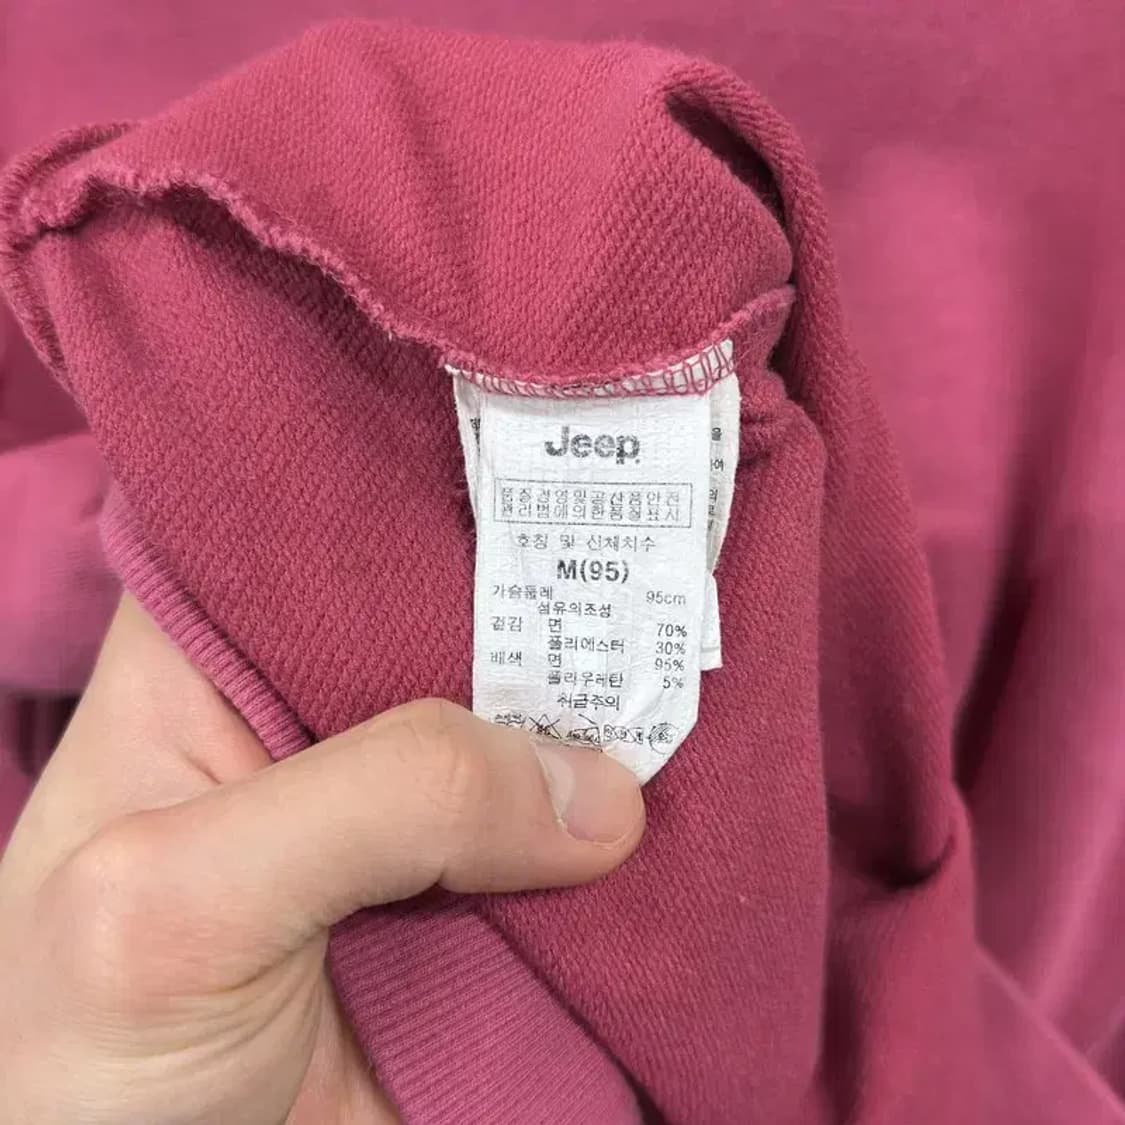 Jeep
품질경영및공산품안전
관리법에의한품질표시
호칭 및 신체치수
M(95)
가슴둘레 95cm
섬유의조성
겉감 면 70%
폴리에스터 30%
배색 면 95%
폴리우레탄 5%
취급주의